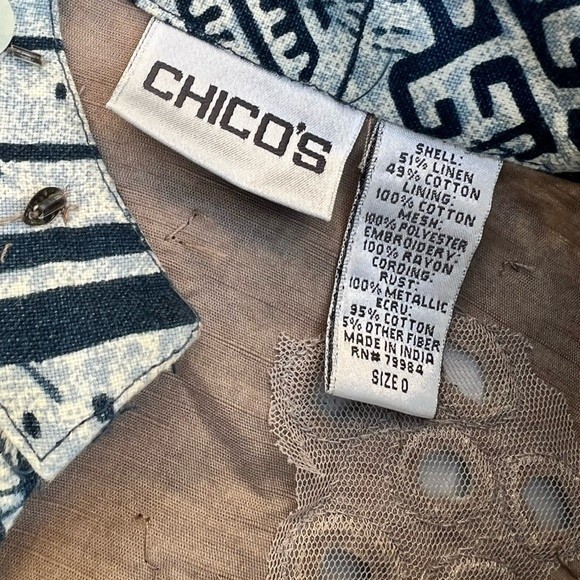 CHICO'S
SHELL:
51% LINEN
49% COTTON
LINING:
100% COTTON
MESH:
100% POLYESTER
EMBROIDERY:
100% RAYON
CORDING:
RUST:
100% METALLIC
ECRU:
95% COTTON
5% OTHER FIBER
MADE IN INDIA
RN# 79984
SIZE 0